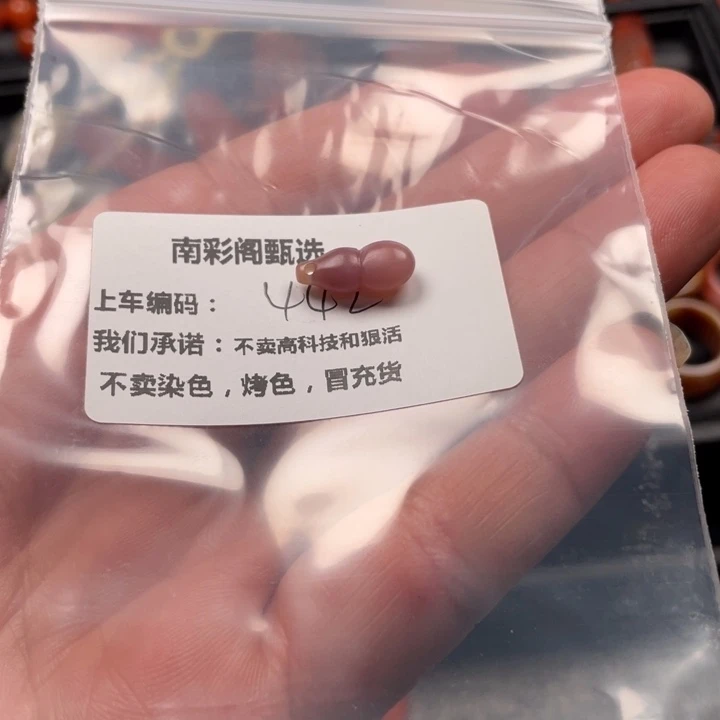 南彩阁甄选
上车编码： 442
我们承诺：不卖高科技和狠活
不卖染色，烤色，冒充货